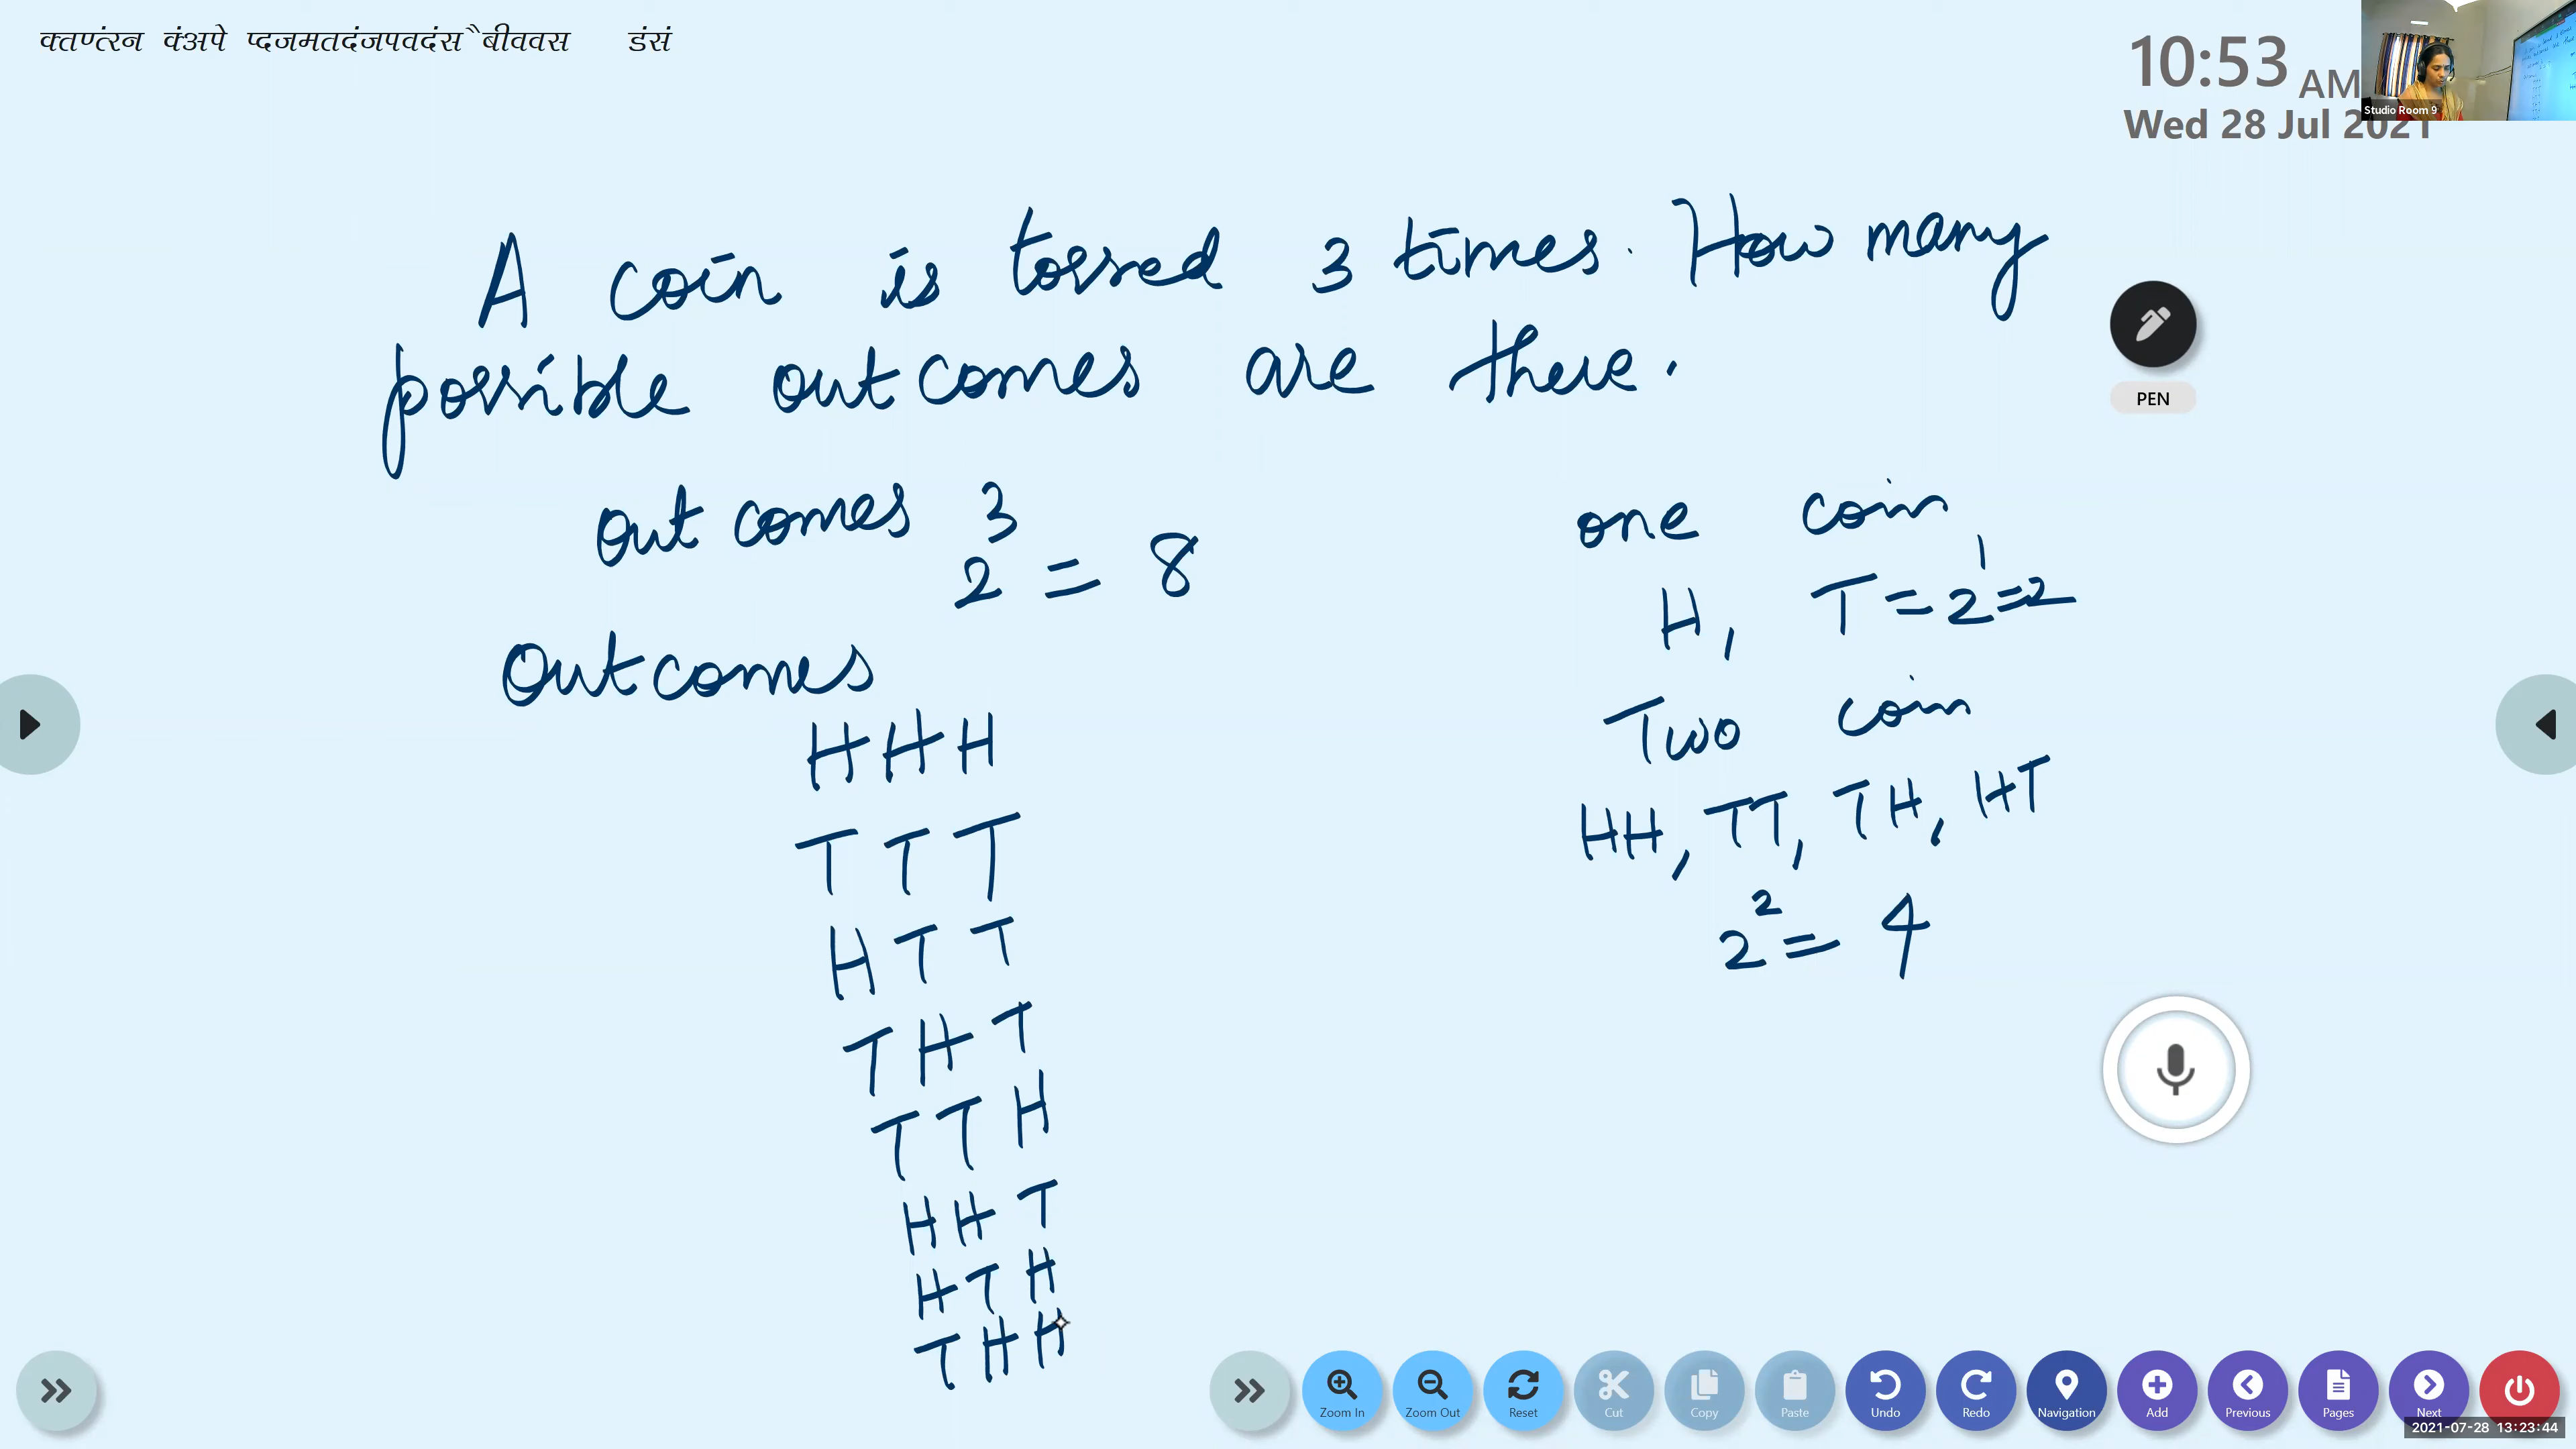 क्तण्टंरन कंअपे प्दजमतदंजपवदंस ैबीववस डंसं
10:53 AM
Wed 28 Jul 2021
Studio Room 9
A coin is tossed 3 times. How many
possible outcomes are there.
PEN
outcomes 2³ = 8
Outcomes
HHH
TTT
HTT
THT
TTH
HHT
HTH
THH
one coin
H, T = 2¹ = 2
Two coin
HH, TT, TH, HT
2² = 4
Zoom In
Zoom Out
Reset
Cut
Copy
Paste
Undo
Redo
Navigation
Add
Previous
Pages
Next
2021-07-28 13:23:44